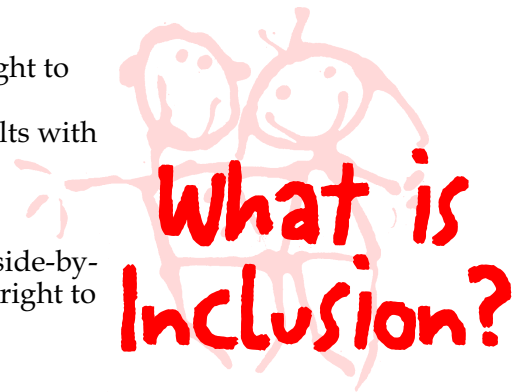 ght to
lts with
side-by-
right to
What is
Inclusion?